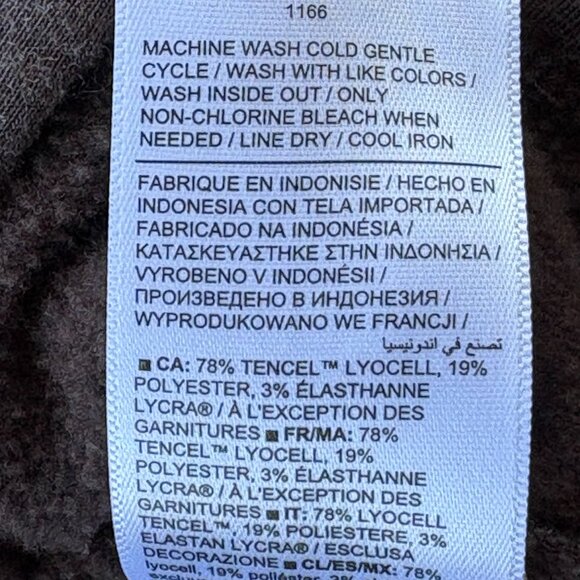 1166
MACHINE WASH COLD GENTLE
CYCLE / WASH WITH LIKE COLORS /
WASH INSIDE OUT / ONLY
NON-CHLORINE BLEACH WHEN
NEEDED / LINE DRY / COOL IRON
FABRIQUE EN INDONISIE / HECHO EN
INDONESIA CON TELA IMPORTADA /
FABRICADO NA INDONÉSIA /
ΚΑΤΑΣΚΕΥΑΣΤΗΚΕ ΣΤΗΝ ΙΝΔΟΝΗΣΙΑ /
VYROBENO V INDONÉSII /
ПРОИЗВЕДЕНО В ИНДОНЕЗИЯ /
WYPRODUKOWANO WE FRANCJI /
تصنع في اندونيسيا
CA: 78% TENCEL™ LYOCELL, 19%
POLYESTER, 3% ÉLASTHANNE
LYCRA® / À L'EXCEPTION DES
GARNITURES FR/MA: 78%
TENCEL™ LYOCELL, 19%
POLYESTER, 3% ÉLASTHANNE
LYCRA® / À L'EXCEPTION DES
GARNITURES IT: 78% LYOCELL
TENCEL™, 19% POLIESTERE, 3%
ELASTAN LYCRA® / ESCLUSA
DECORAZIONE CL/ES/MX: 78%
lyocell, 19% poliéster, 3%